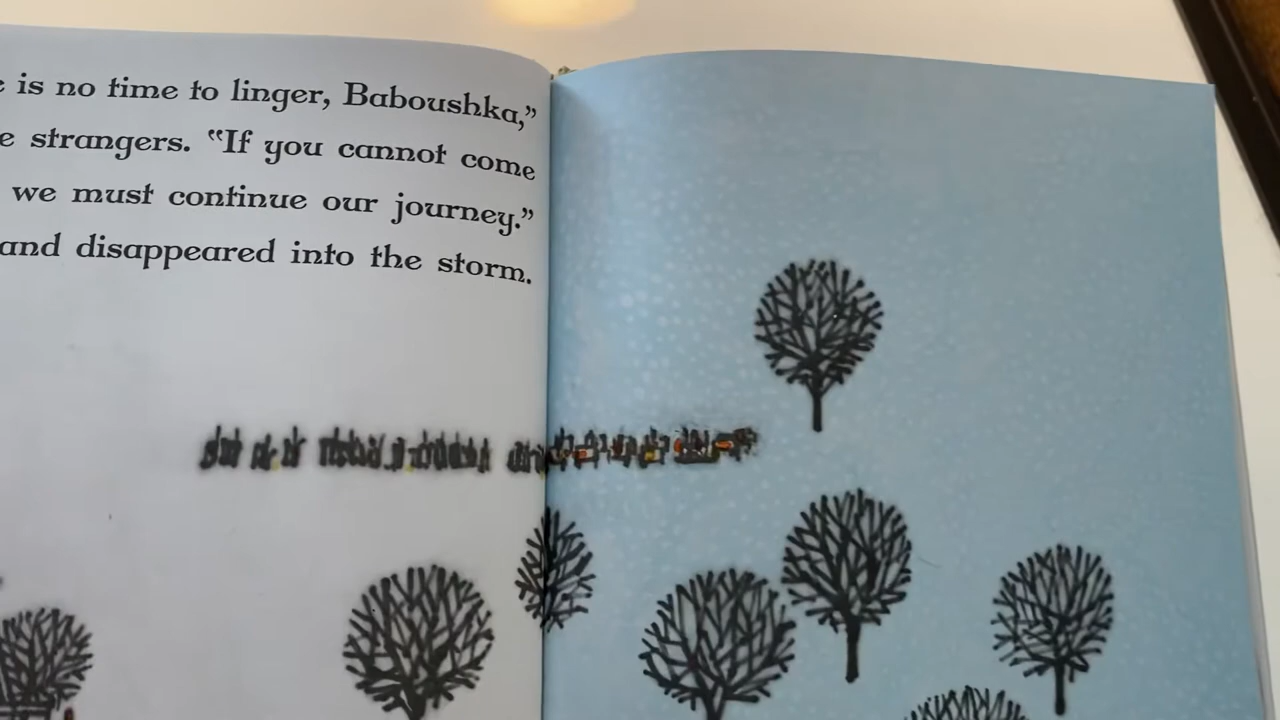 is no time to linger, Baboushka,”
strangers. “If you cannot come
we must continue our journey.”
and disappeared into the storm.